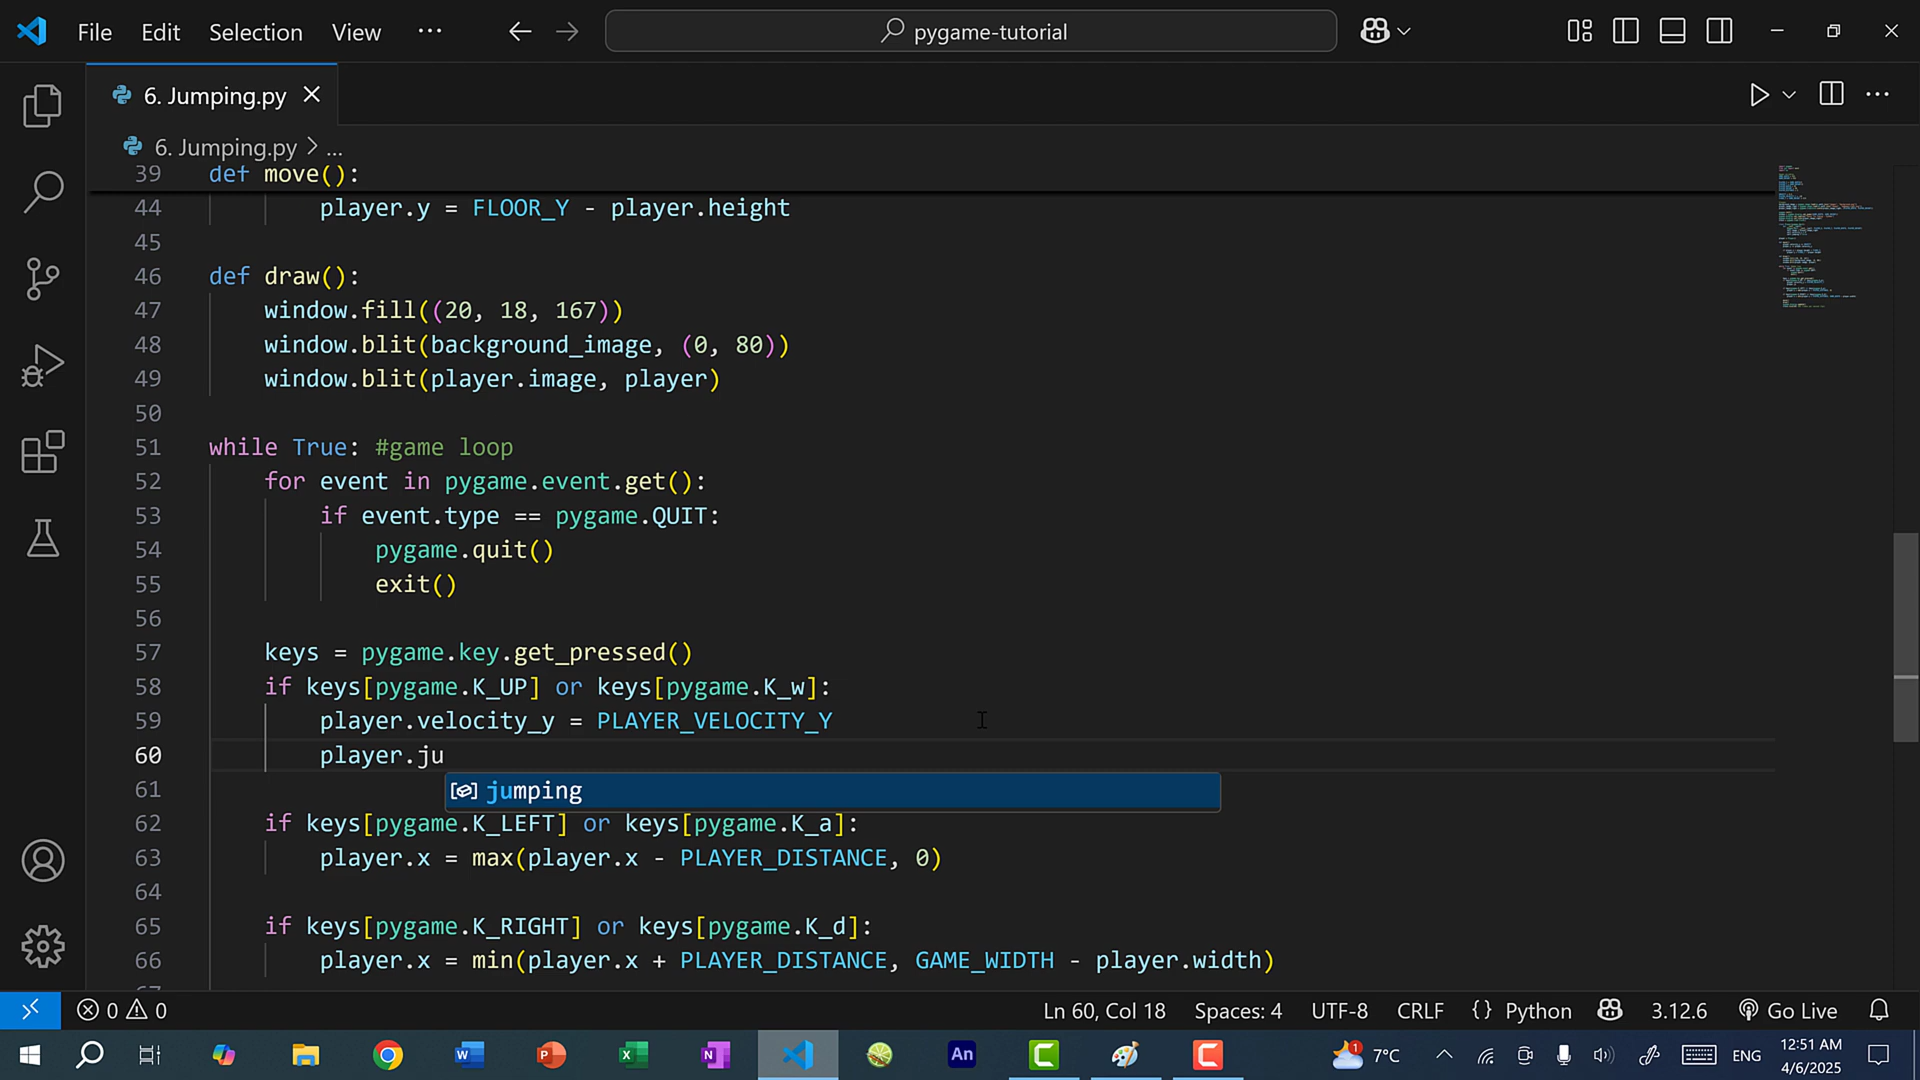 File Edit Selection View ... pygame-tutorial
6. Jumping.py
6. Jumping.py > ...
39 def move():
44 player.y = FLOOR_Y - player.height
45
46 def draw():
47 window.fill((20, 18, 167))
48 window.blit(background_image, (0, 80))
49 window.blit(player.image, player)
50
51 while True: #game loop
52 for event in pygame.event.get():
53 if event.type == pygame.QUIT:
54 pygame.quit()
55 exit()
56
57 keys = pygame.key.get_pressed()
58 if keys[pygame.K_UP] or keys[pygame.K_w]:
59 player.velocity_y = PLAYER_VELOCITY_Y
60 player.ju
61 jumping
62 if keys[pygame.K_LEFT] or keys[pygame.K_a]:
63 player.x = max(player.x - PLAYER_DISTANCE, 0)
64
65 if keys[pygame.K_RIGHT] or keys[pygame.K_d]:
66 player.x = min(player.x + PLAYER_DISTANCE, GAME_WIDTH - player.width)
0 0 Ln 60, Col 18 Spaces: 4 UTF-8 CRLF {} Python 3.12.6 Go Live
1 7°C ENG 12:51 AM
4/6/2025